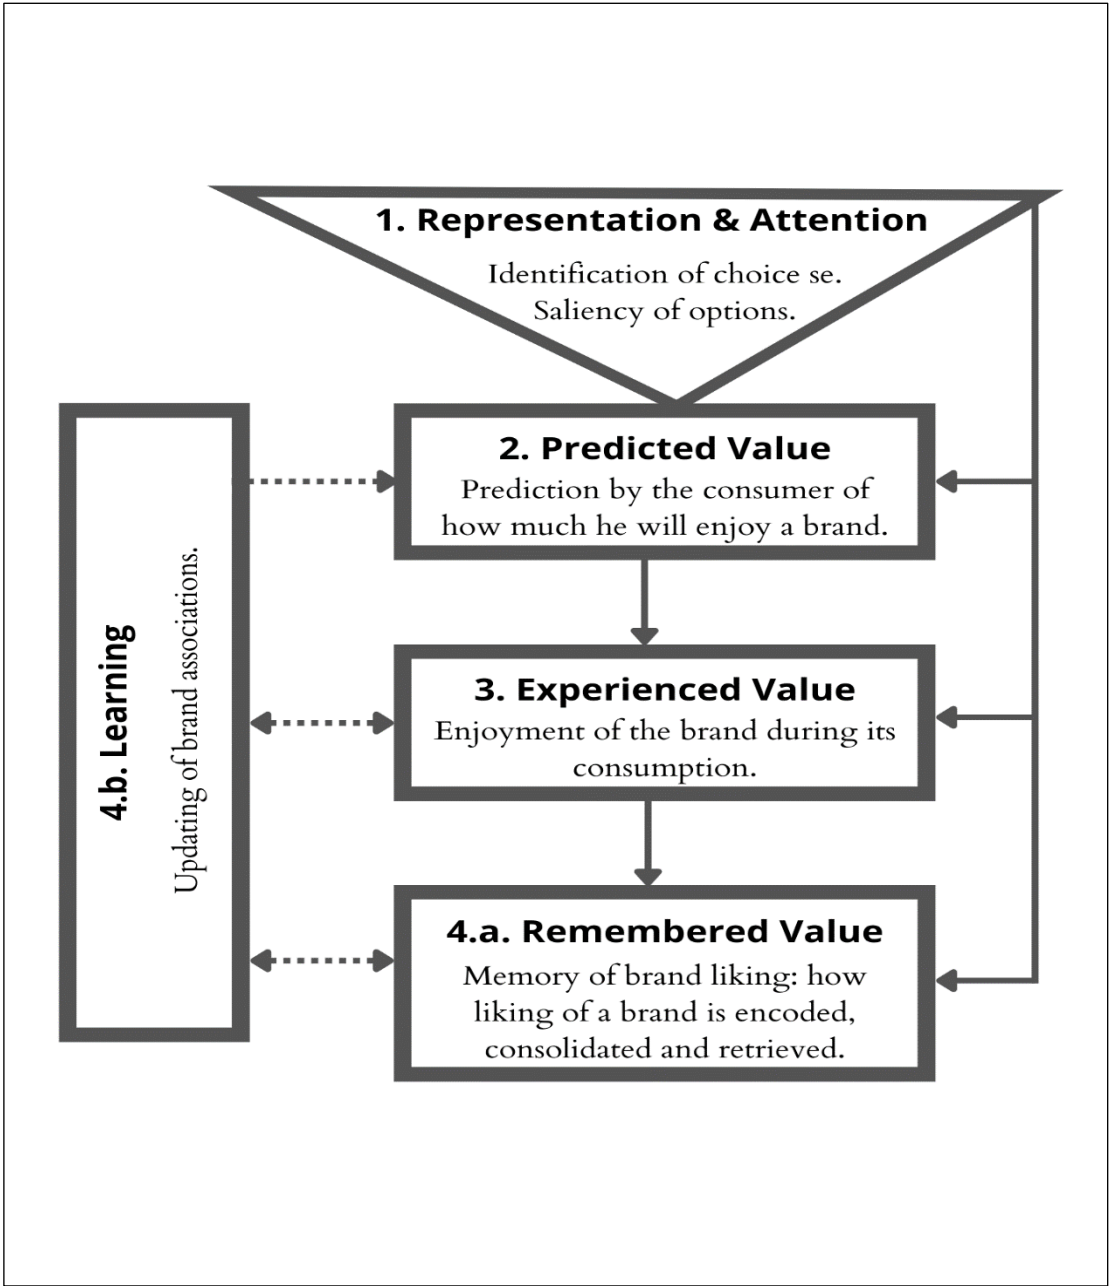 1. Representation & Attention
Identification of choice se.
Saliency of options.
2. Predicted Value
Prediction by the consumer of
how much he will enjoy a brand.
3. Experienced Value
Enjoyment of the brand during its
consumption.
4.a. Remembered Value
Memory of brand liking: how
liking of a brand is encoded,
consolidated and retrieved.
4.b. Learning
Updating of brand associations.